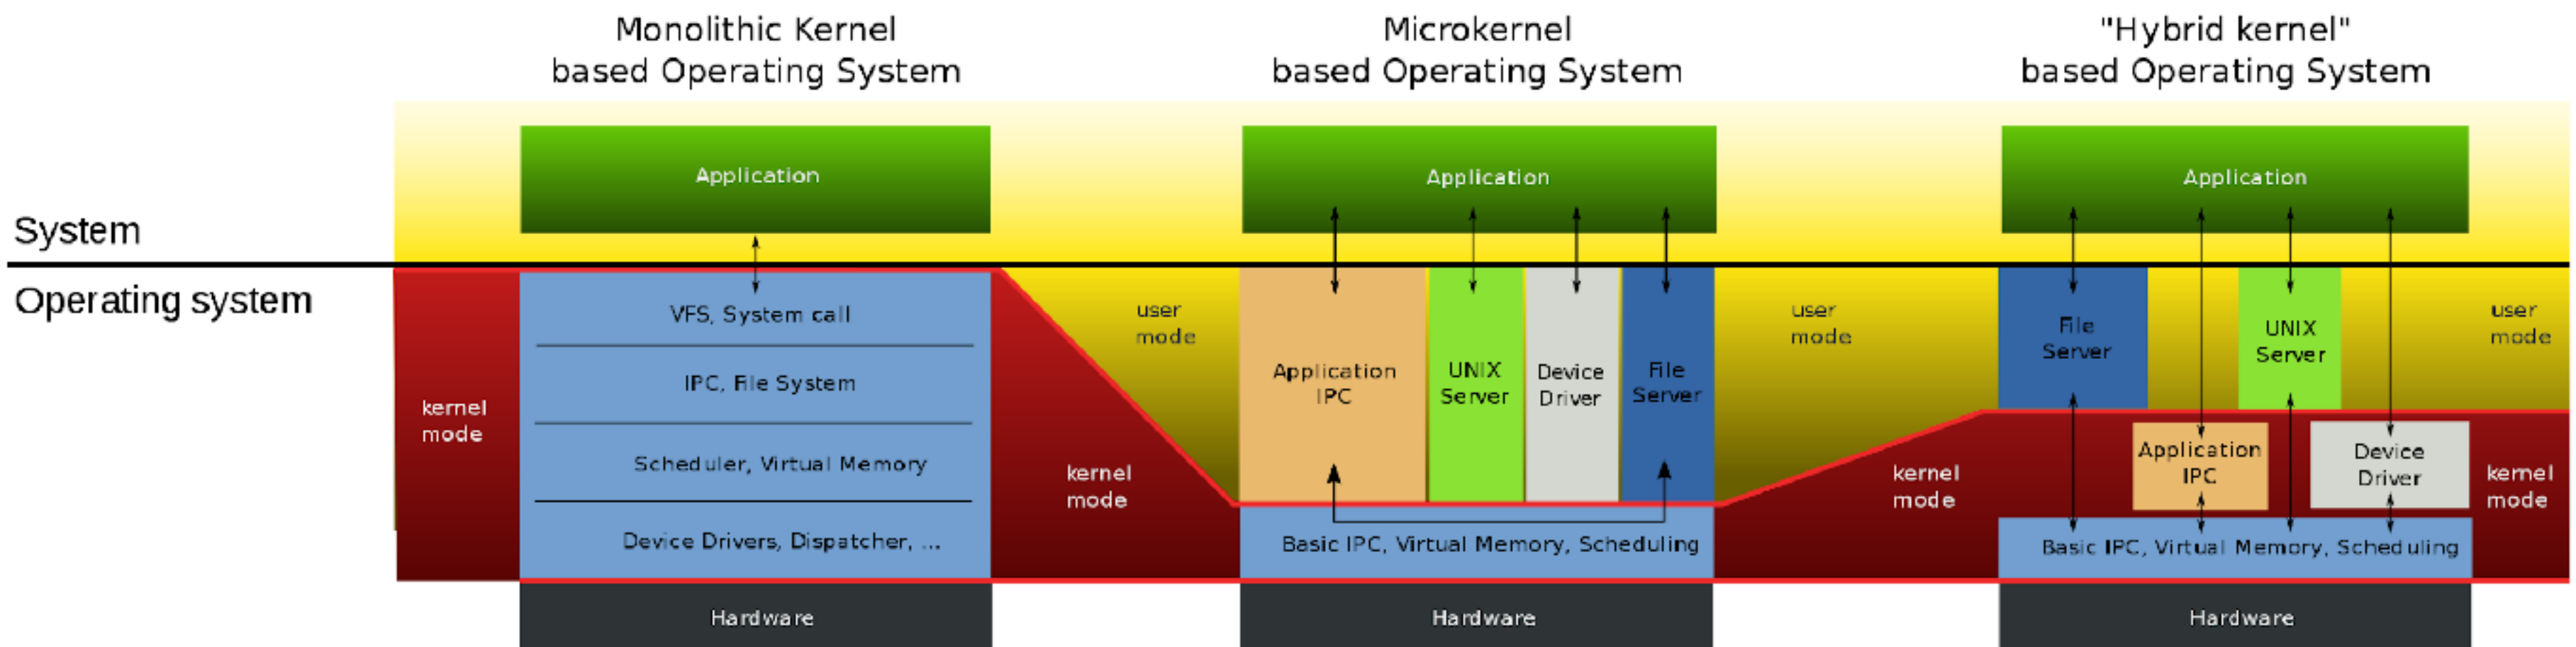 Monolithic Kernel
based Operating System
Microkernel
based Operating System
"Hybrid kernel"
based Operating System
System
Operating system
Application
VFS, System call
IPC, File System
Scheduler, Virtual Memory
Device Drivers, Dispatcher, ...
Hardware
kernel
mode
kernel
mode
user
mode
Application
Application
IPC
UNIX
Server
Device
Driver
File
Server
Basic IPC, Virtual Memory, Scheduling
Hardware
user
mode
kernel
mode
Application
File
Server
UNIX
Server
Application
IPC
Device
Driver
Basic IPC, Virtual Memory, Scheduling
Hardware
user
mode
kernel
mode